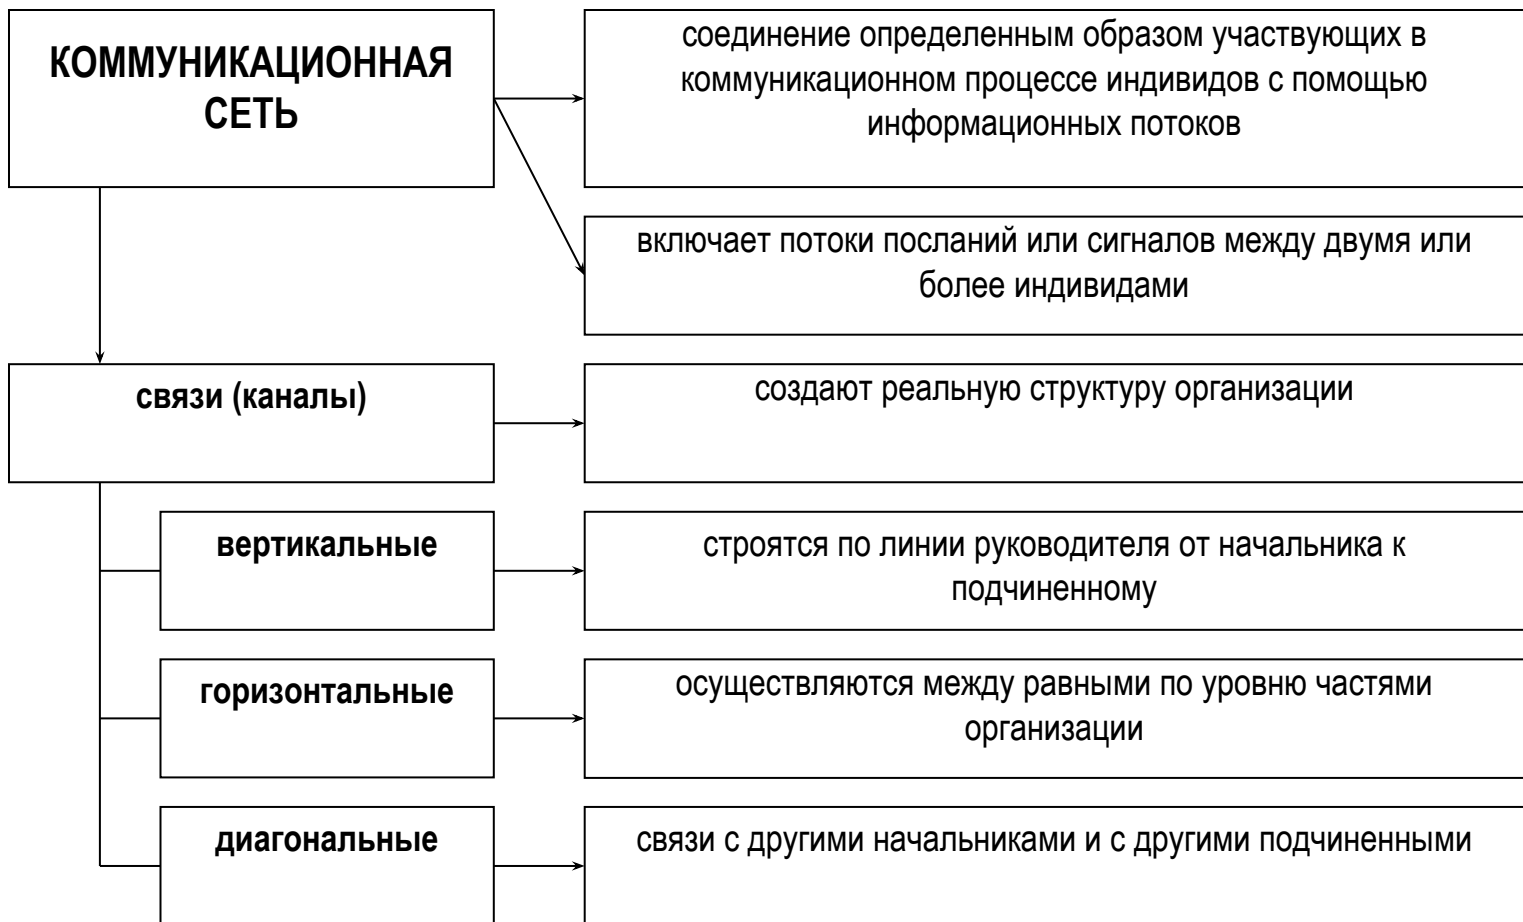 КОММУНИКАЦИОННАЯ
СЕТЬ
соединение определенным образом участвующих в
коммуникационном процессе индивидов с помощью
информационных потоков
включает потоки посланий или сигналов между двумя или
более индивидами
связи (каналы)
создают реальную структуру организации
вертикальные
строятся по линии руководителя от начальника к
подчиненному
горизонтальные
осуществляются между равными по уровню частями
организации
диагональные
связи с другими начальниками и с другими подчиненными